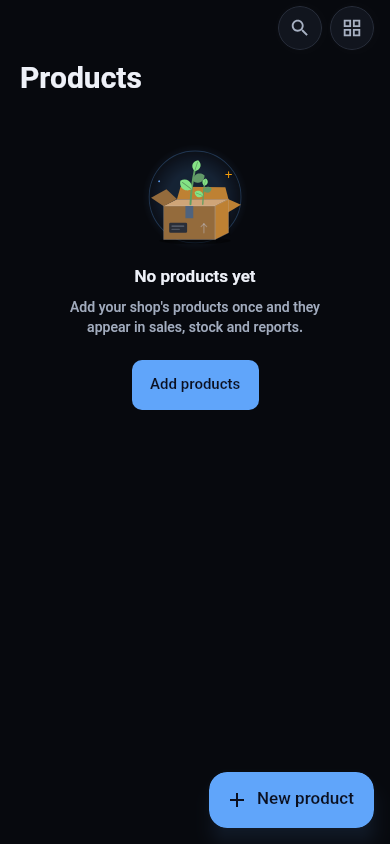 Products
No products yet
Add your shop's products once and they
appear in sales, stock and reports.
Add products
New product